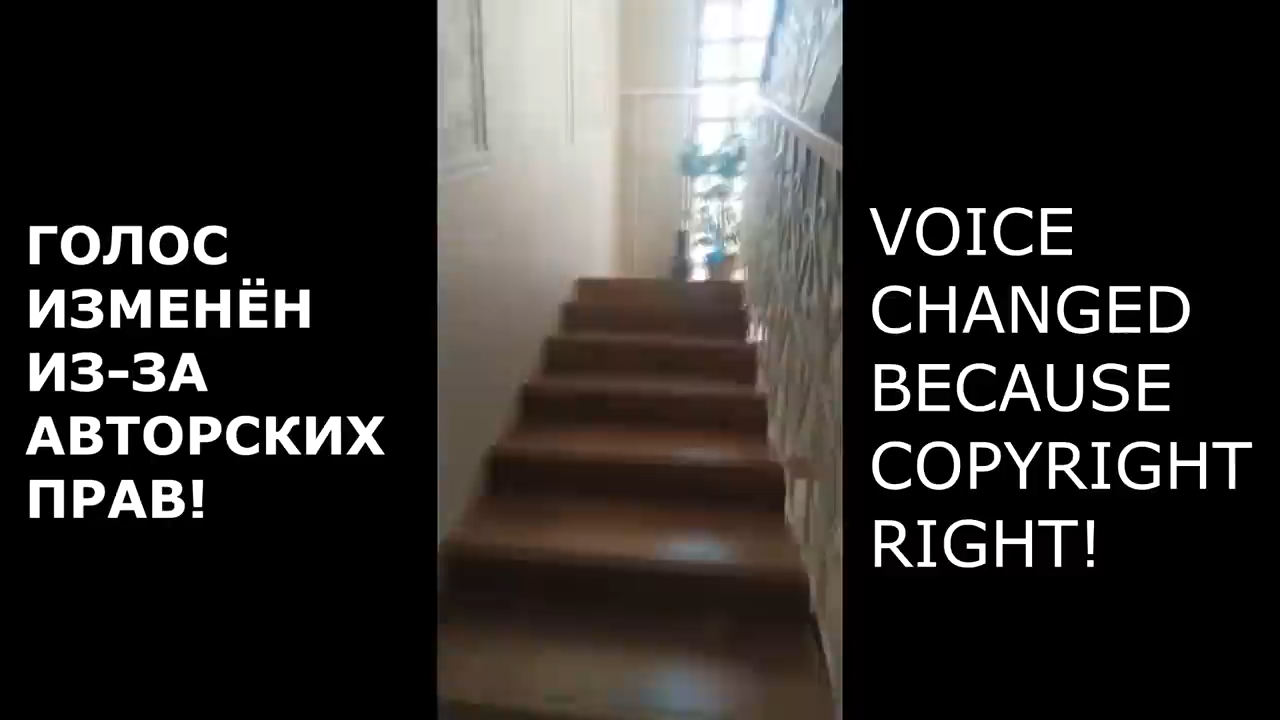 ГОЛОС
ИЗМЕНЁН
ИЗ-ЗА
АВТОРСКИХ
ПРАВ!
VOICE
CHANGED
BECAUSE
COPYRIGHT
RIGHT!